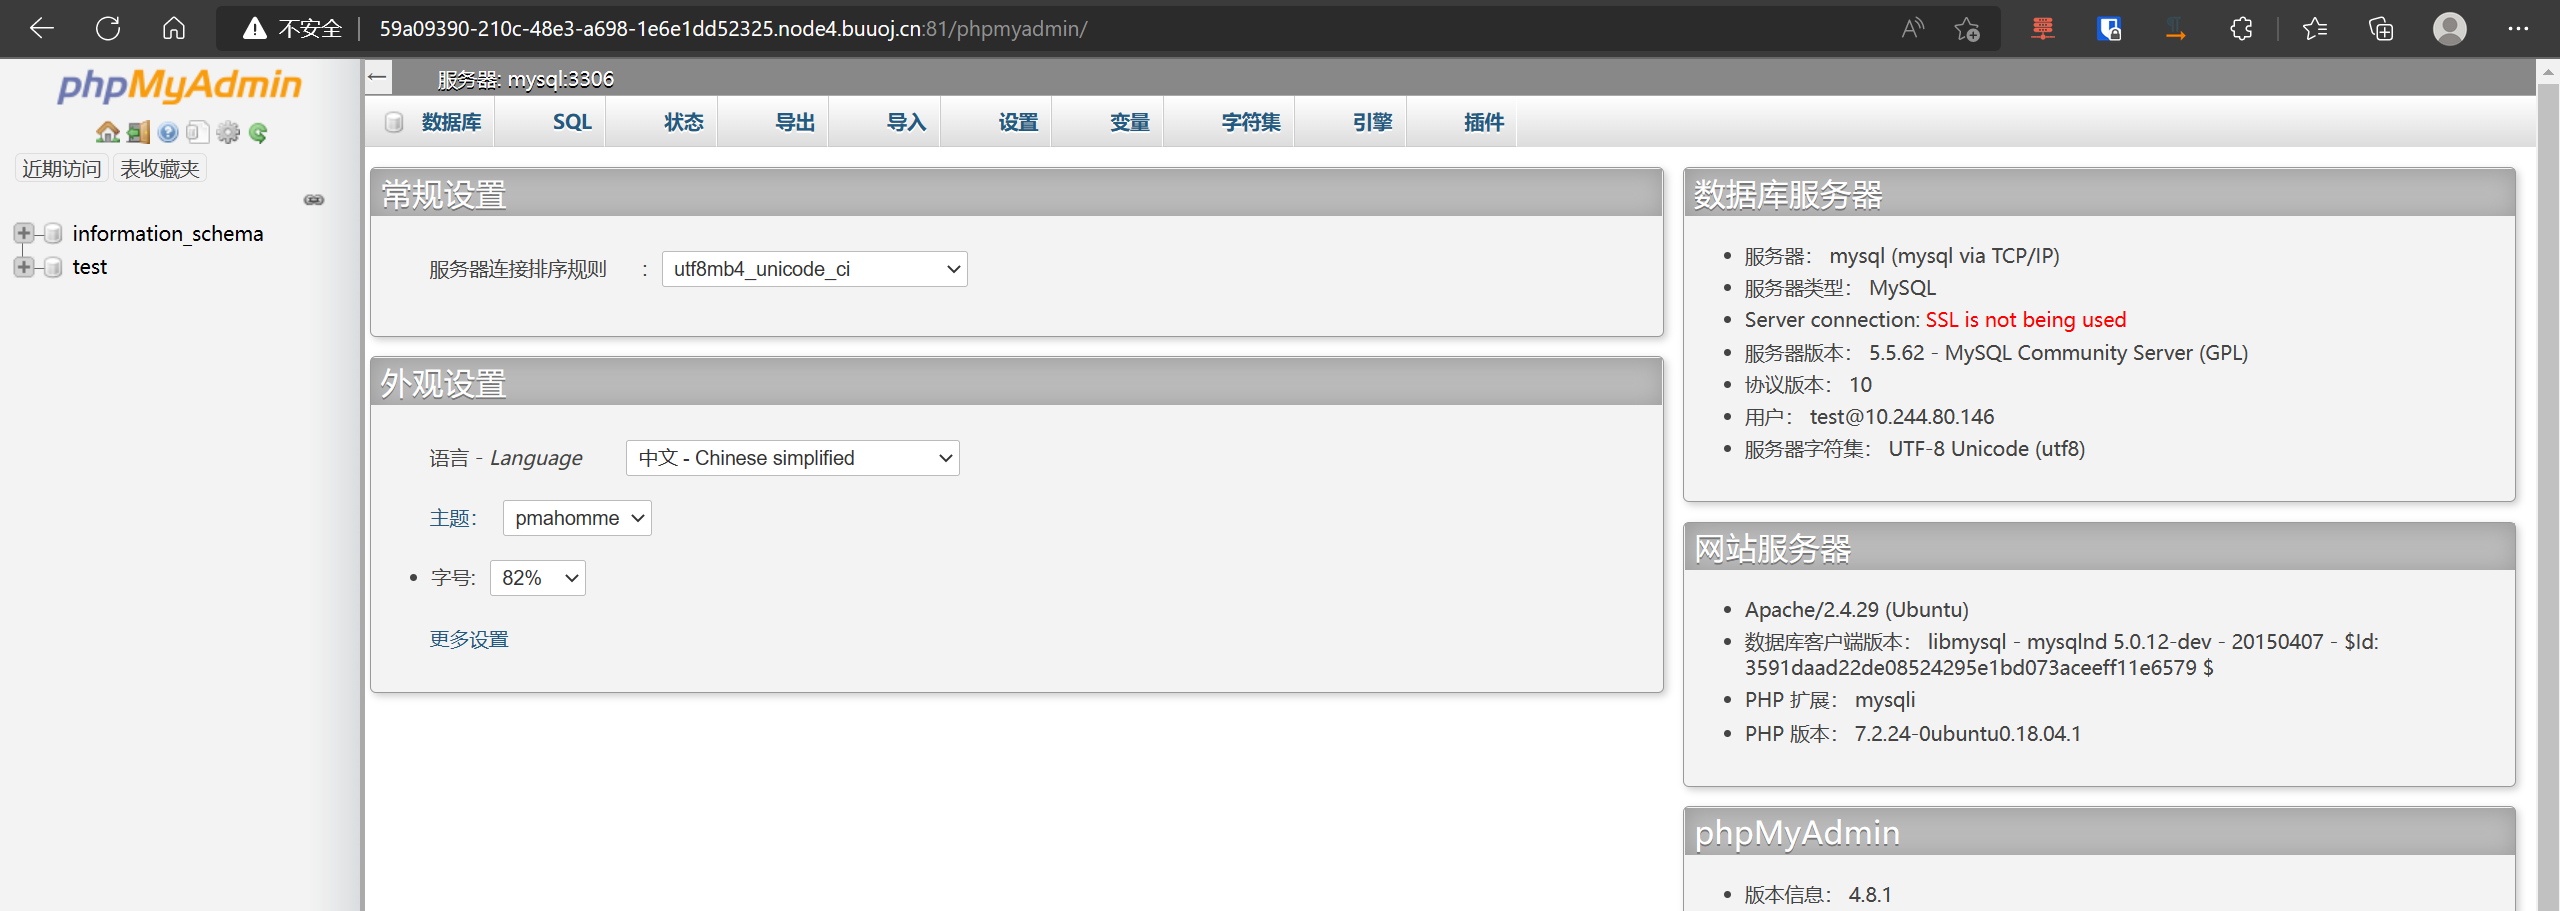 不安全 59a09390-210c-48e3-a698-1e6e1dd52325.node4.buuoj.cn:81/phpmyadmin/
phpMyAdmin
近期访问 表收藏夹
information_schema
test
服务器: mysql:3306
数据库 SQL 状态 导出 导入 设置 变量 字符集 引擎 插件
常规设置
服务器连接排序规则 : utf8mb4_unicode_ci
外观设置
语言 - Language 中文 - Chinese simplified
主题: pmahomme
• 字号: 82%
更多设置
数据库服务器
• 服务器: mysql (mysql via TCP/IP)
• 服务器类型: MySQL
• Server connection: SSL is not being used
• 服务器版本: 5.5.62 - MySQL Community Server (GPL)
• 协议版本: 10
• 用户: test@10.244.80.146
• 服务器字符集: UTF-8 Unicode (utf8)
网站服务器
• Apache/2.4.29 (Ubuntu)
• 数据库客户端版本: libmysql - mysqlnd 5.0.12-dev - 20150407 - $Id:
3591daad22de08524295e1bd073aceeff11e6579 $
• PHP 扩展: mysqli
• PHP 版本: 7.2.24-0ubuntu0.18.04.1
phpMyAdmin
• 版本信息: 4.8.1